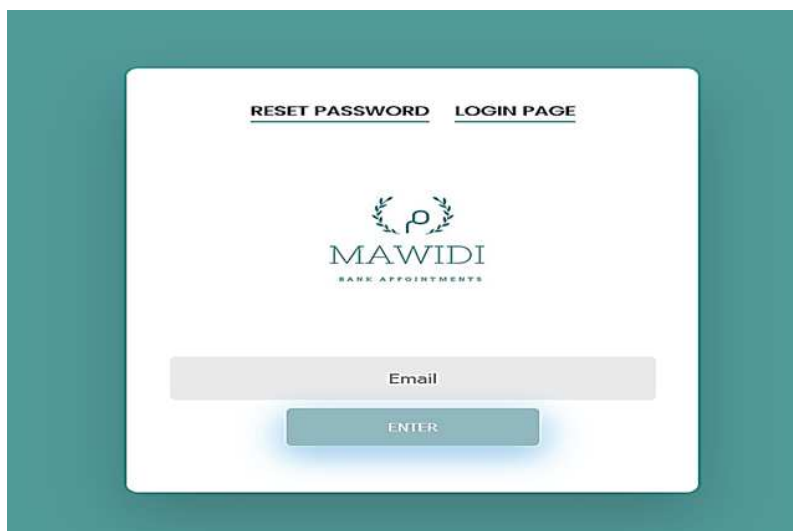 RESET PASSWORD LOGIN PAGE
م
MAWIDI
BANK APPOINTMENTS
Email
ENTER